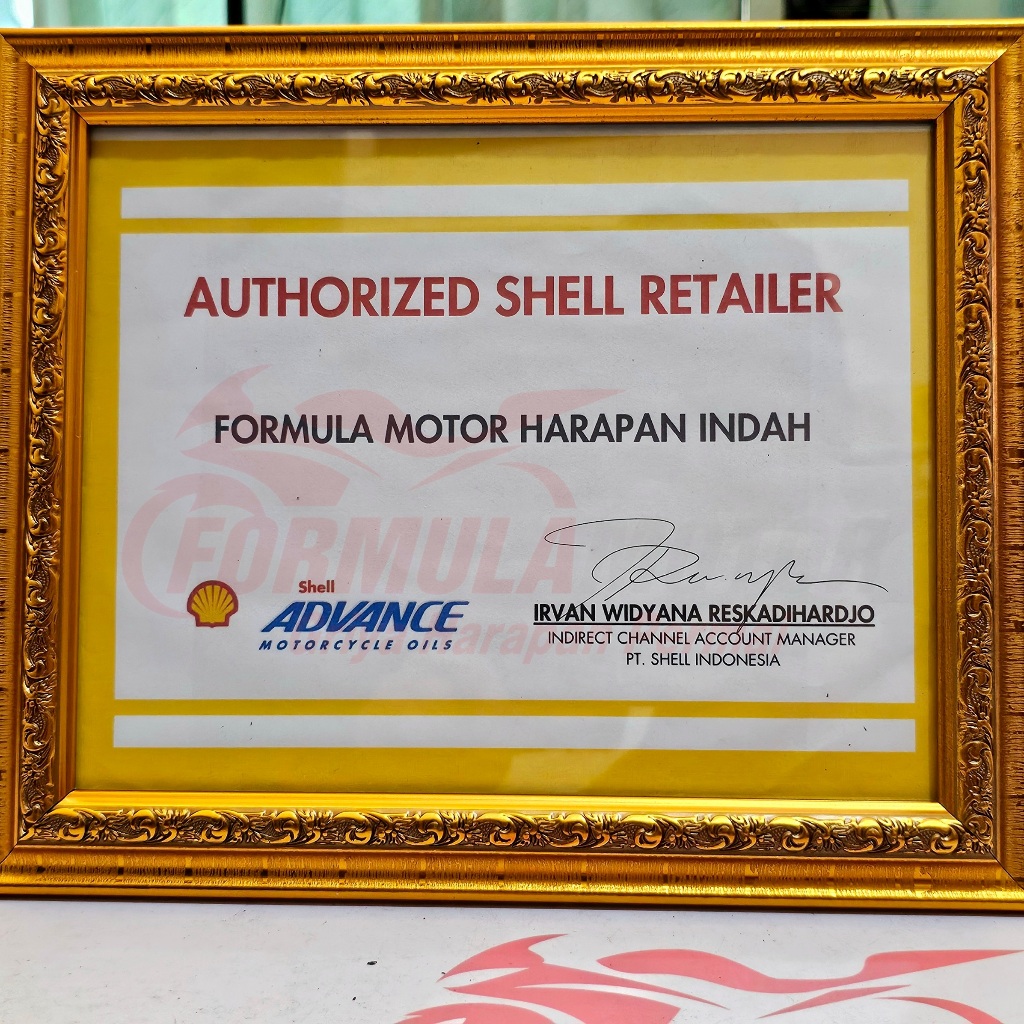 AUTHORIZED SHELL RETAILER
FORMULA MOTOR HARAPAN INDAH
FORMULA
Shell
ADVANCE
MOTORCYCLE OILS
IRVAN WIDYANA RESKADIHARDJO
INDIRECT CHANNEL ACCOUNT MANAGER
PT. SHELL INDONESIA